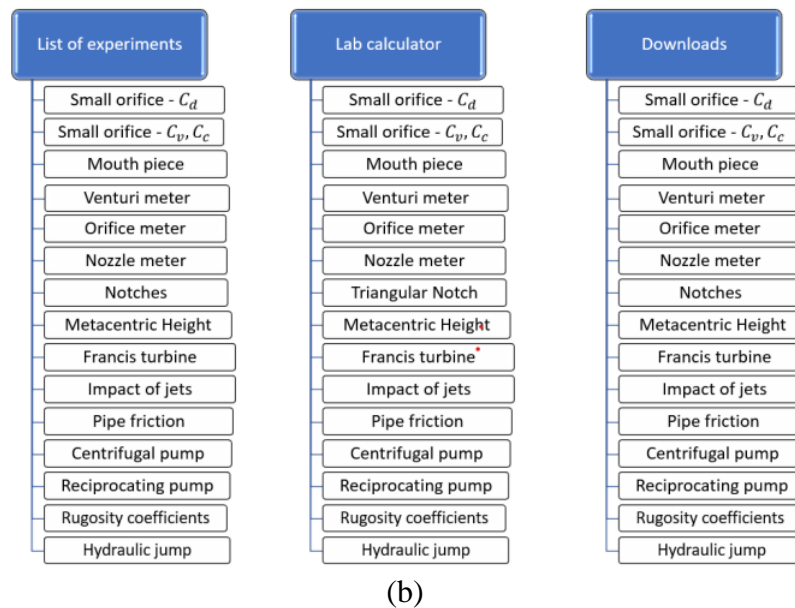 List of experiments
Small orifice - C_d
Small orifice - C_v, C_c
Mouth piece
Venturi meter
Orifice meter
Nozzle meter
Notches
Metacentric Height
Francis turbine
Impact of jets
Pipe friction
Centrifugal pump
Reciprocating pump
Rugosity coefficients
Hydraulic jump
Lab calculator
Small orifice - C_d
Small orifice - C_v, C_c
Mouth piece
Venturi meter
Orifice meter
Nozzle meter
Triangular Notch
Metacentric Height
Francis turbine
Impact of jets
Pipe friction
Centrifugal pump
Reciprocating pump
Rugosity coefficients
Hydraulic jump
Downloads
Small orifice - C_d
Small orifice - C_v, C_c
Mouth piece
Venturi meter
Orifice meter
Nozzle meter
Notches
Metacentric Height
Francis turbine
Impact of jets
Pipe friction
Centrifugal pump
Reciprocating pump
Rugosity coefficients
Hydraulic jump
(b)